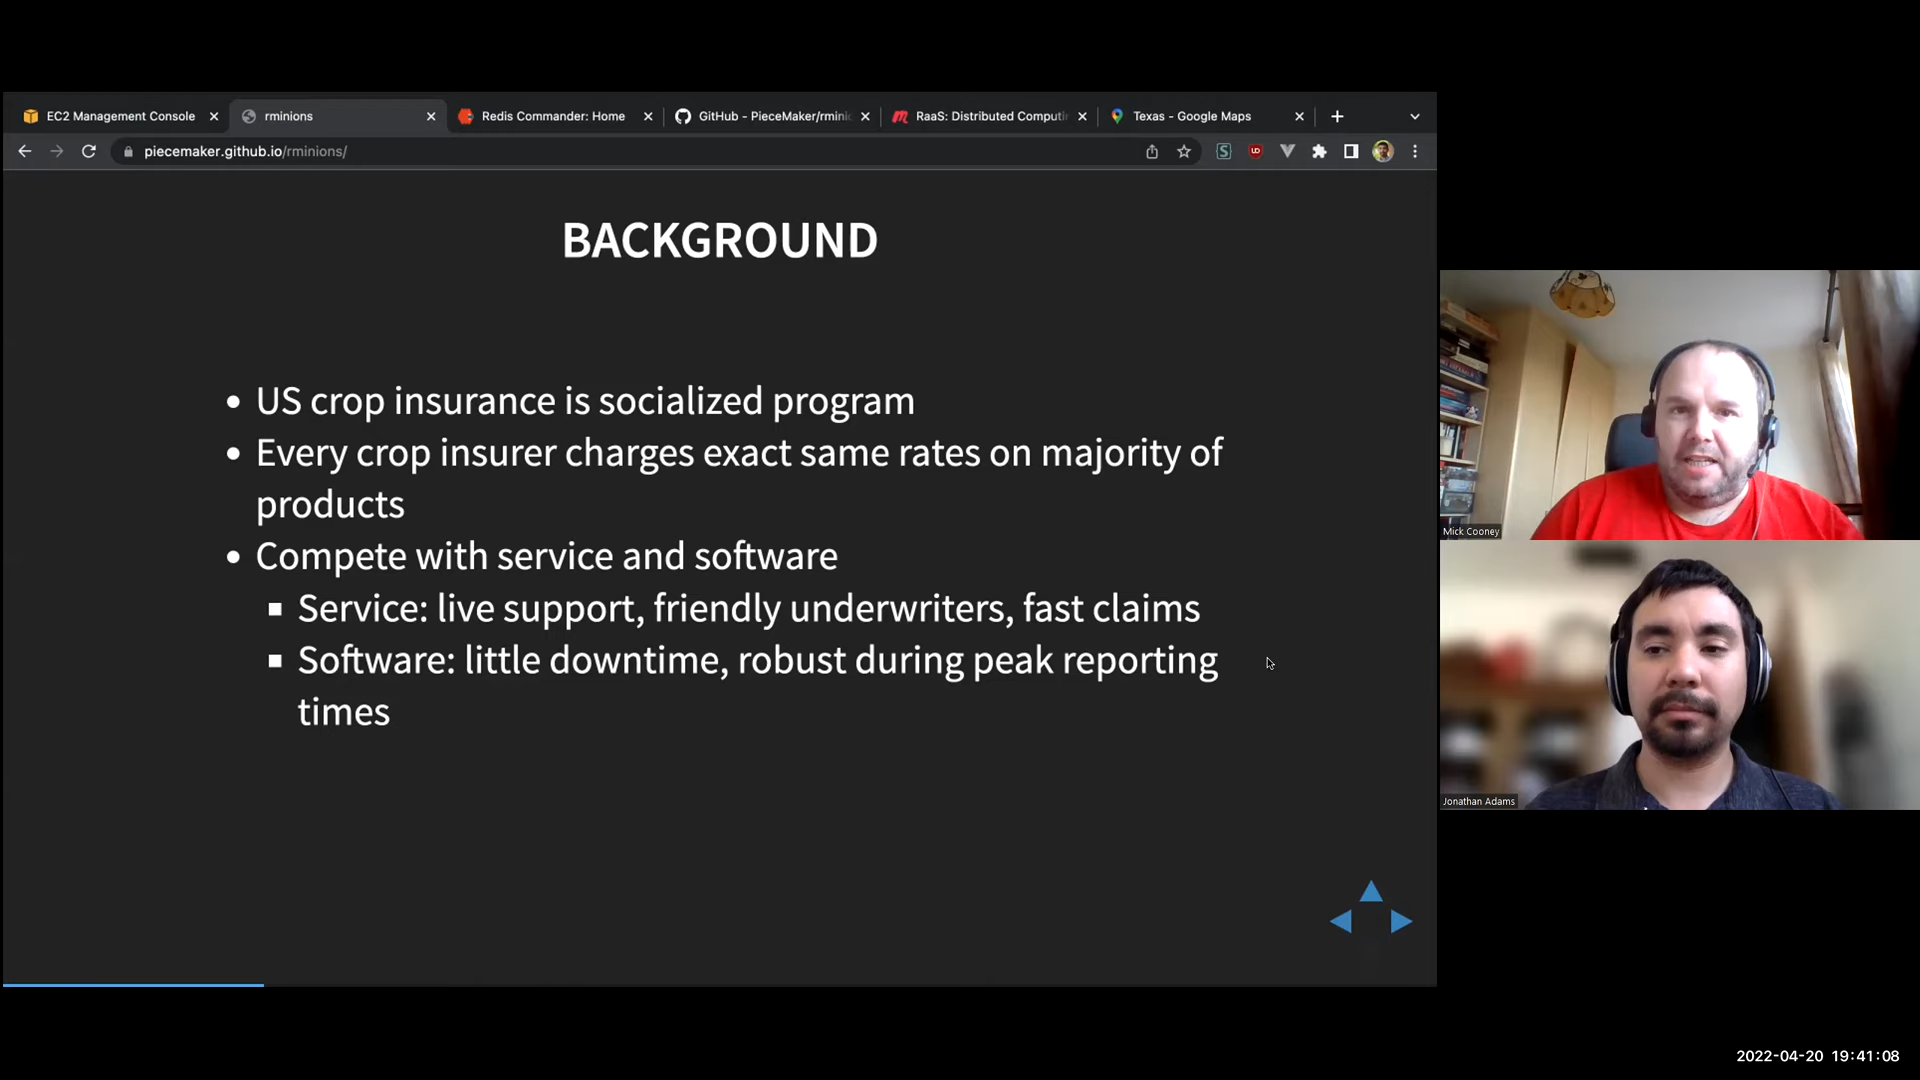 EC2 Management Console
rminions
Redis Commander: Home
GitHub - PieceMaker/rmini
RaaS: Distributed Computi
Texas - Google Maps
piecemaker.github.io/rminions/
BACKGROUND
• US crop insurance is socialized program
• Every crop insurer charges exact same rates on majority of
products
• Compete with service and software
▪ Service: live support, friendly underwriters, fast claims
▪ Software: little downtime, robust during peak reporting
times
Mick Cooney
Jonathan Adams
2022-04-20 19:41:08